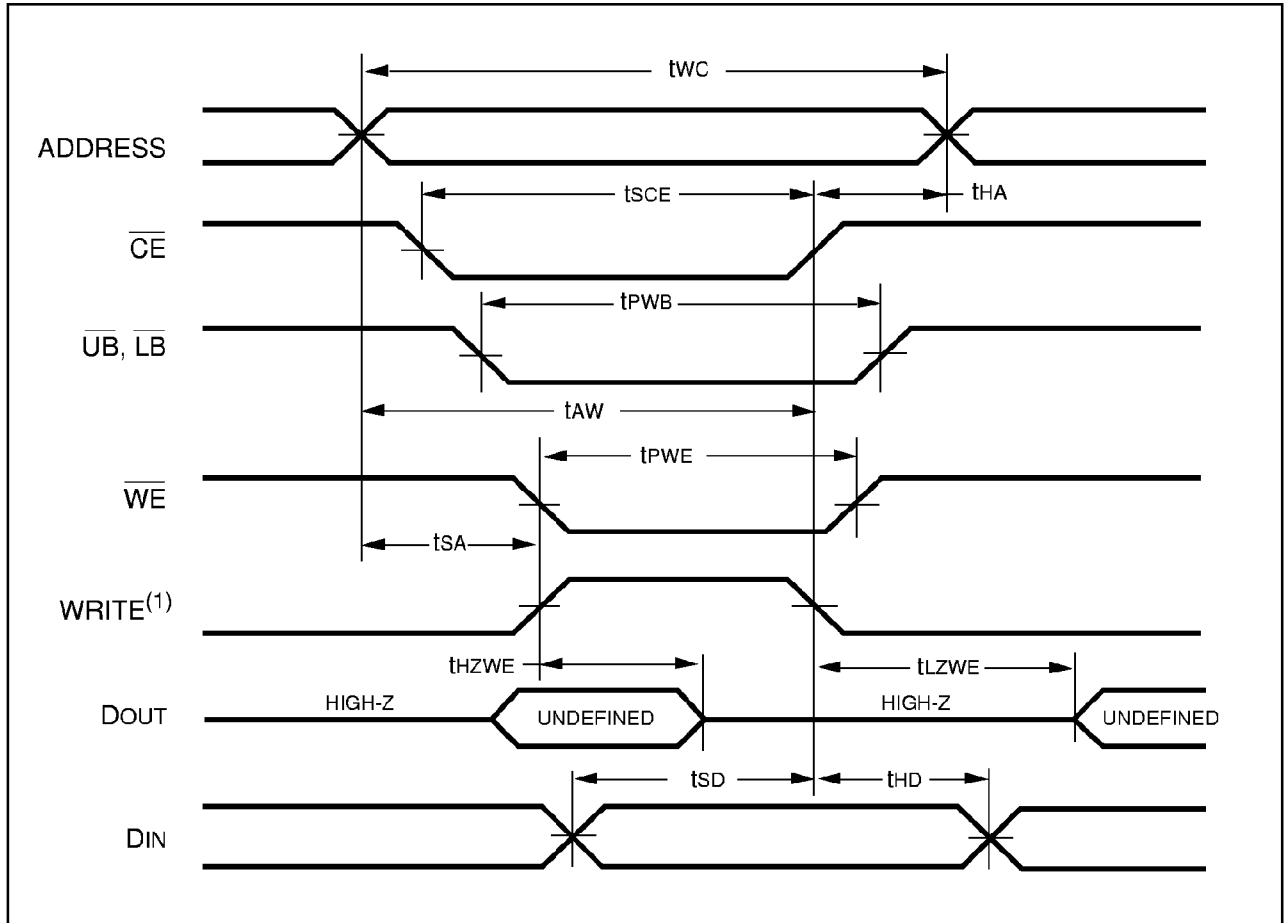 tWC
ADDRESS
tSCE
tHA
CE
tPWB
UB, LB
tAW
tPWE
WE
tSA
WRITE(1)
tHZWE
tLZWE
DOUT
HIGH-Z
UNDEFINED
HIGH-Z
UNDEFINED
tSD
tHD
DIN